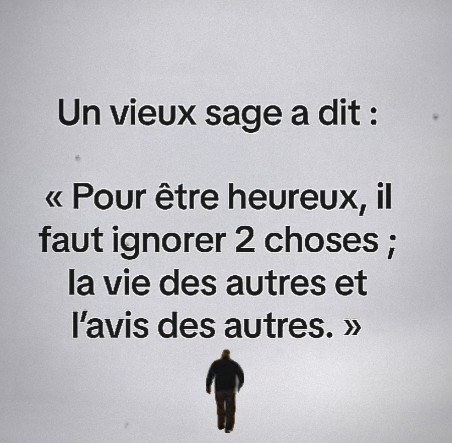 Un vieux sage a dit :
« Pour être heureux, il
faut ignorer 2 choses ;
la vie des autres et
l'avis des autres. »